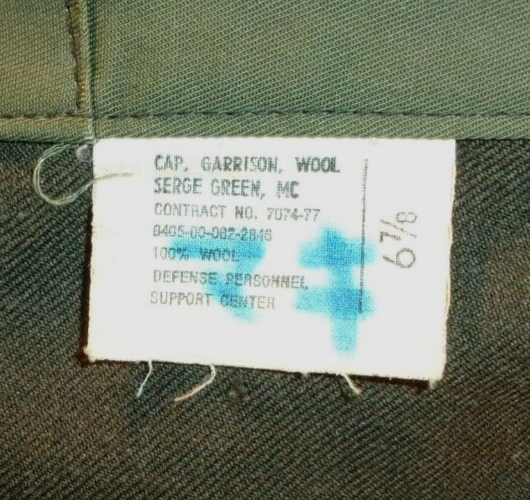 CAP, GARRISON, WOOL
SERGE GREEN, MC
CONTRACT NO. 7074-77
8405-00-082-2846
100% WOOL
DEFENSE PERSONNEL
SUPPORT CENTER
6 7/8